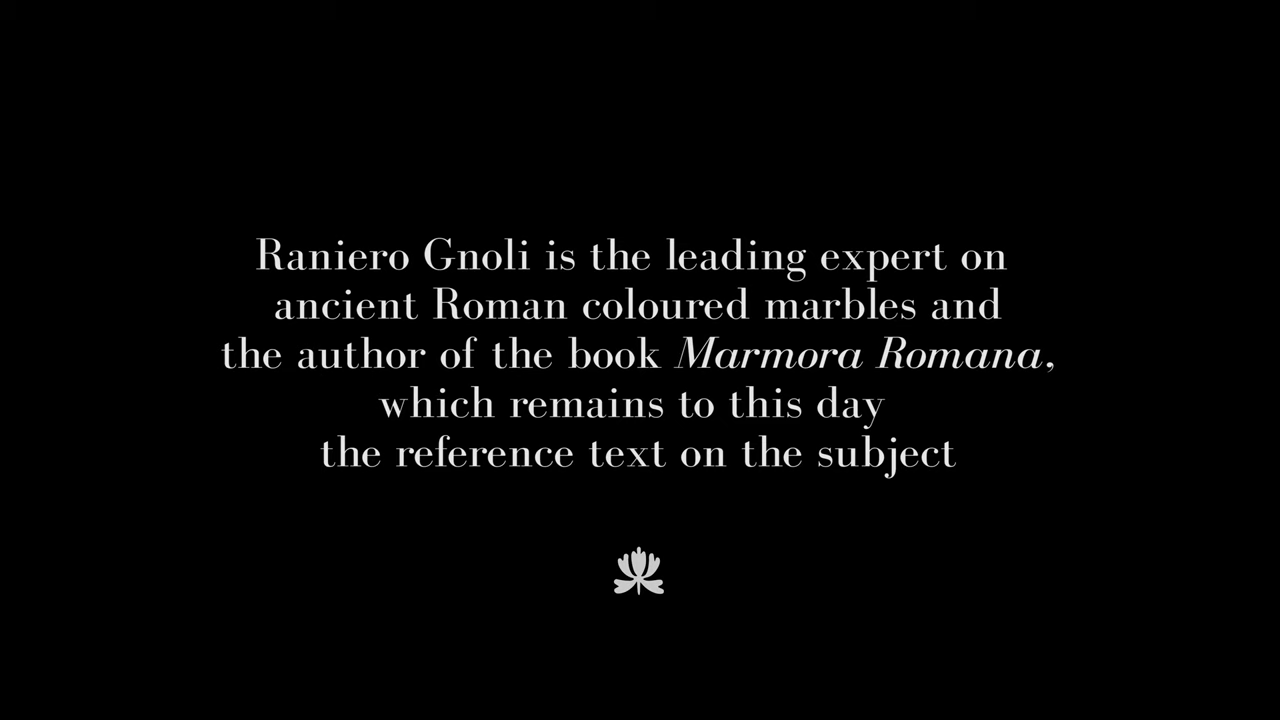 Raniero Gnoli is the leading expert on
ancient Roman coloured marbles and
the author of the book Marmora Romana,
which remains to this day
the reference text on the subject